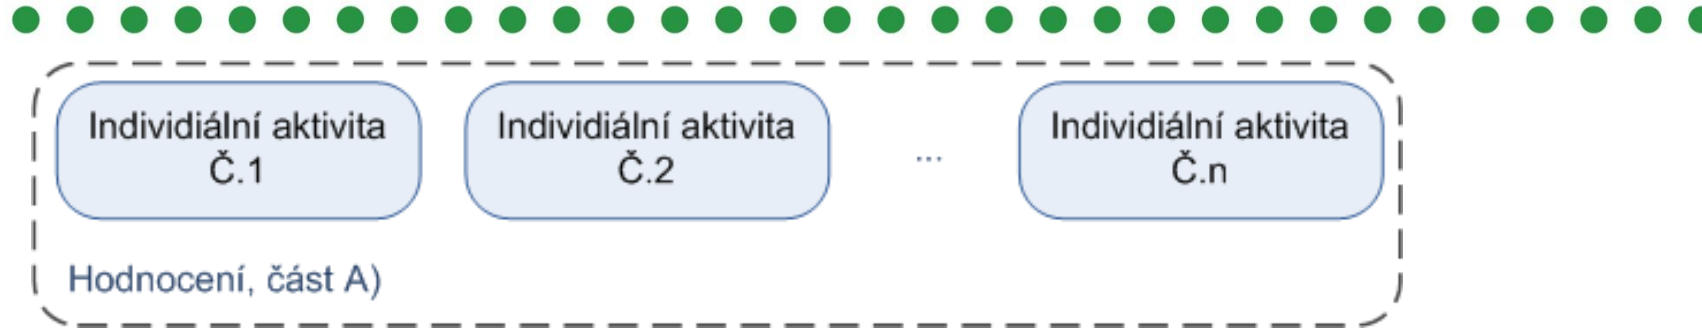 Individiální aktivita
Č.1
Individiální aktivita
Č.2
...
Individiální aktivita
Č.n
Hodnocení, část A)